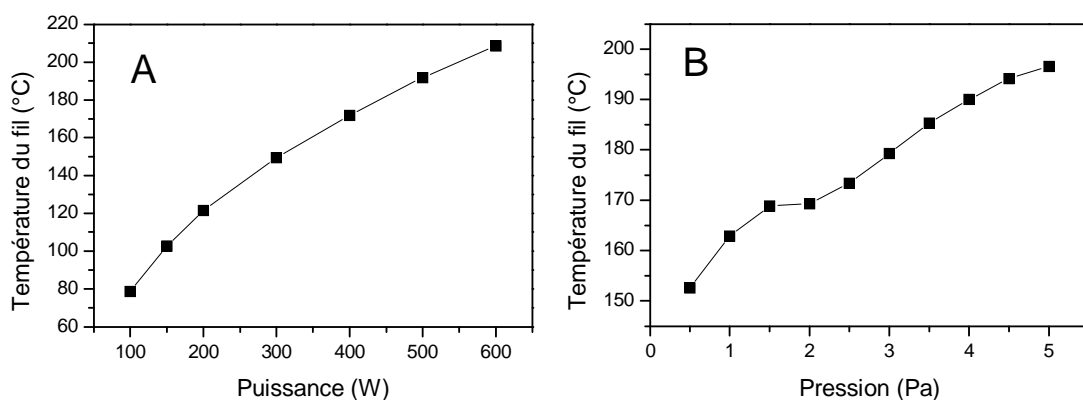 A
Température du fil (°C)
220
200
180
160
140
120
100
80
60
100 200 300 400 500 600
Puissance (W)
B
Température du fil (°C)
200
190
180
170
160
150
0 1 2 3 4 5
Pression (Pa)